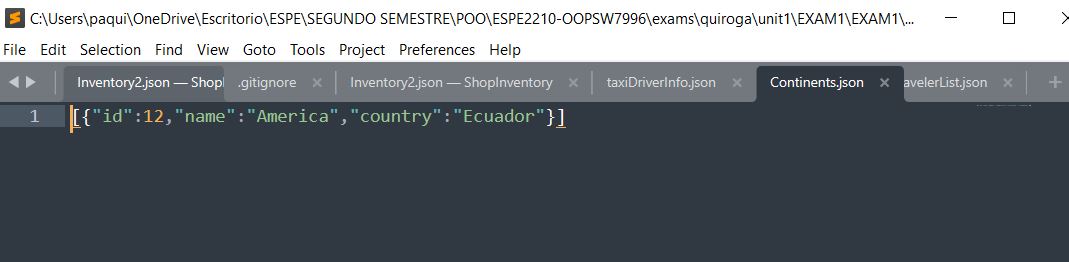 C:\Users\paqui\OneDrive\Escritorio\ESPE\SEGUNDO SEMESTRE\POO\ESPE2210-OOPSW7996\exams\quiroga\unit1\EXAM1\EXAM1\...
File Edit Selection Find View Goto Tools Project Preferences Help
Inventory2.json — Shopl .gitignore Inventory2.json — ShopInventory taxiDriverInfo.json Continents.json avelerList.json
1 [{"id":12,"name":"America","country":"Ecuador"}]